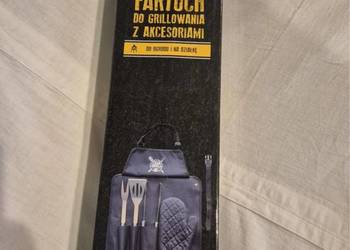 FARTUCH
DO GRILLOWANIA
Z AKCESORIAMI
DO OGRODU I NA DZIAŁKĘ